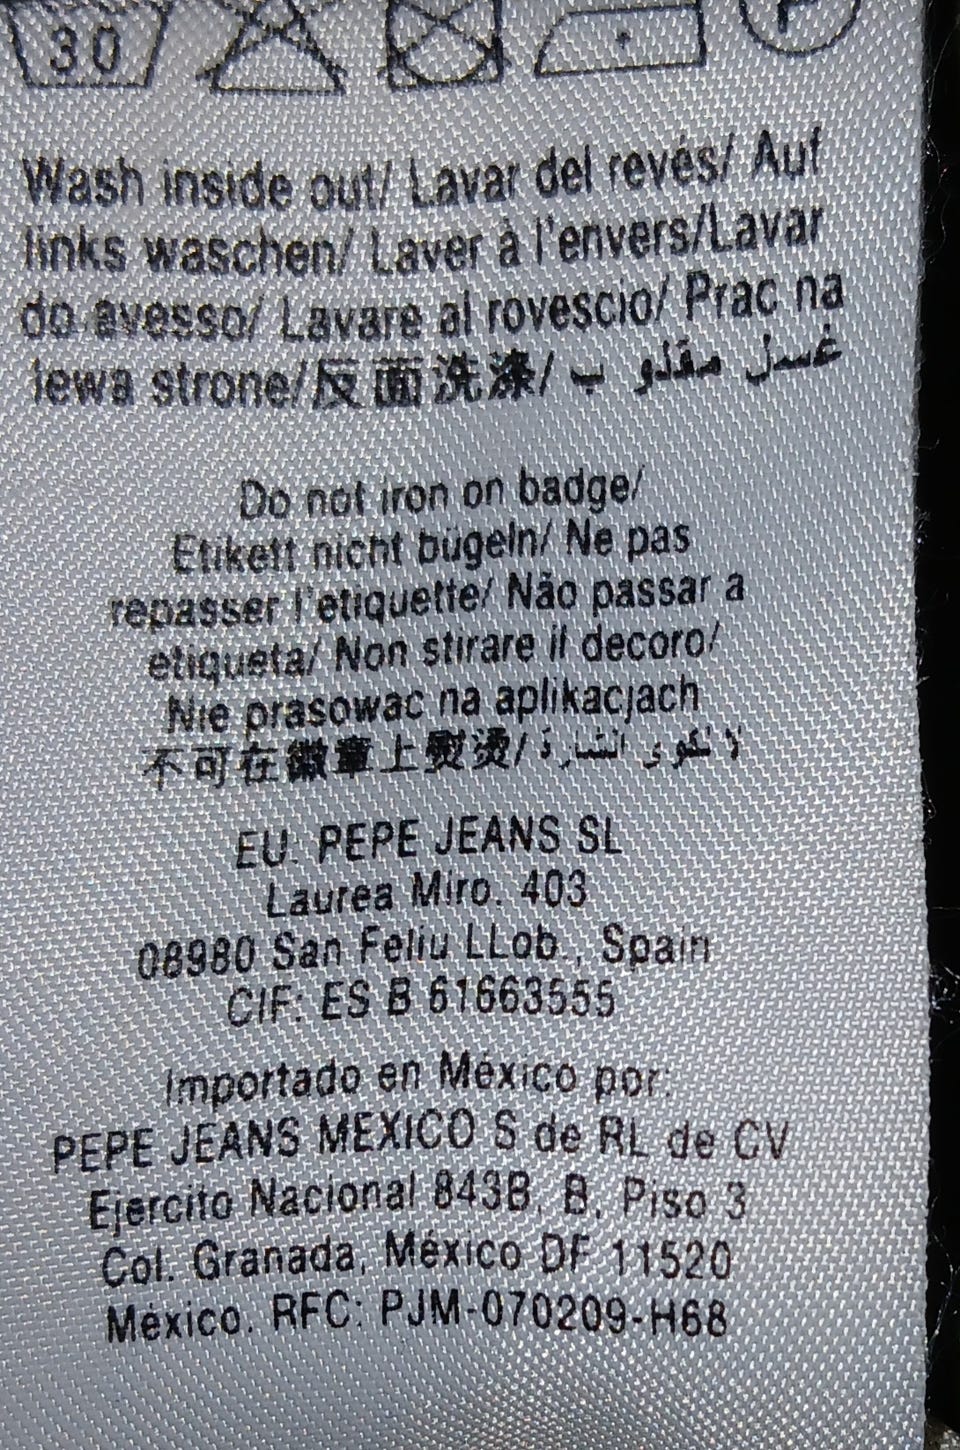 30
P
Wash inside out/ Lavar del revés/ Auf
links waschen/ Laver à l'envers/Lavar
do avesso/ Lavare al rovescio/ Prac na
lewa strone/反面洗涤/ غسل مقلو ب
Do not iron on badge/
Etikett nicht bügeln/ Ne pas
repasser l'etiquette/ Não passar a
etiqueta/ Non stirare il decoro/
Nie prasowac na aplikacjach
不可在徽章上熨烫/ لا تكوى الشارة
EU: PEPE JEANS SL
Laurea Miro. 403
08980 San Feliu LLob., Spain
CIF: ES B 61663555
Importado en México por:
PEPE JEANS MEXICO S de RL de CV
Ejercito Nacional 843B, B, Piso 3
Col. Granada, México DF 11520
México. RFC: PJM-070209-H68